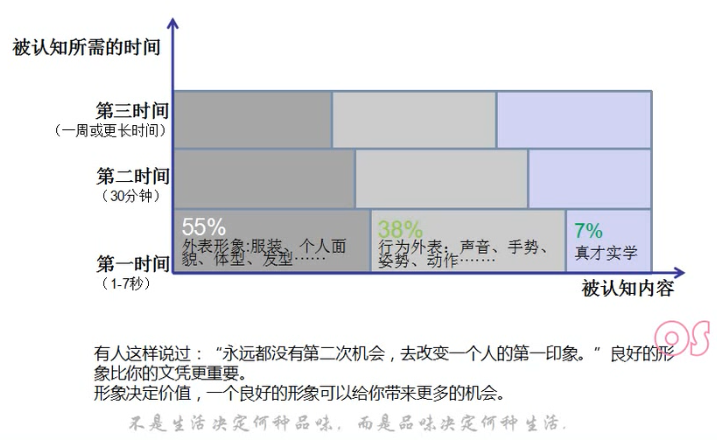 被认知所需的时间
第三时间
（一周或更长时间）
第二时间
（30分钟）
55%
外表形象:服装、个人面
貌、体型、发型……
38%
行为外表：声音、手势、
姿势、动作…….
7%
真才实学
第一时间
（1-7秒）
被认知内容
OS
有人这样说过：“永远都没有第二次机会，去改变一个人的第一印象。”良好的形
象比你的文凭更重要。
形象决定价值，一个良好的形象可以给你带来更多的机会。
不是生活决定何种品味，而是品味决定何种生活.